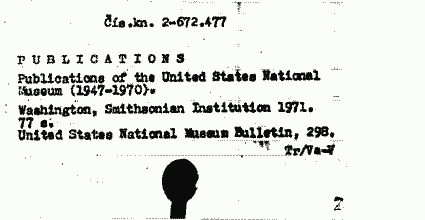 Čís.kn. 2-672.477
P U B L I C A T I O N S
Publications of the United States National
Museum (1947-1970).
Washington, Smithsonian Institution 1971.
77 s.
United States National Museum Bulletin, 298.
Tr/Va-V
Z